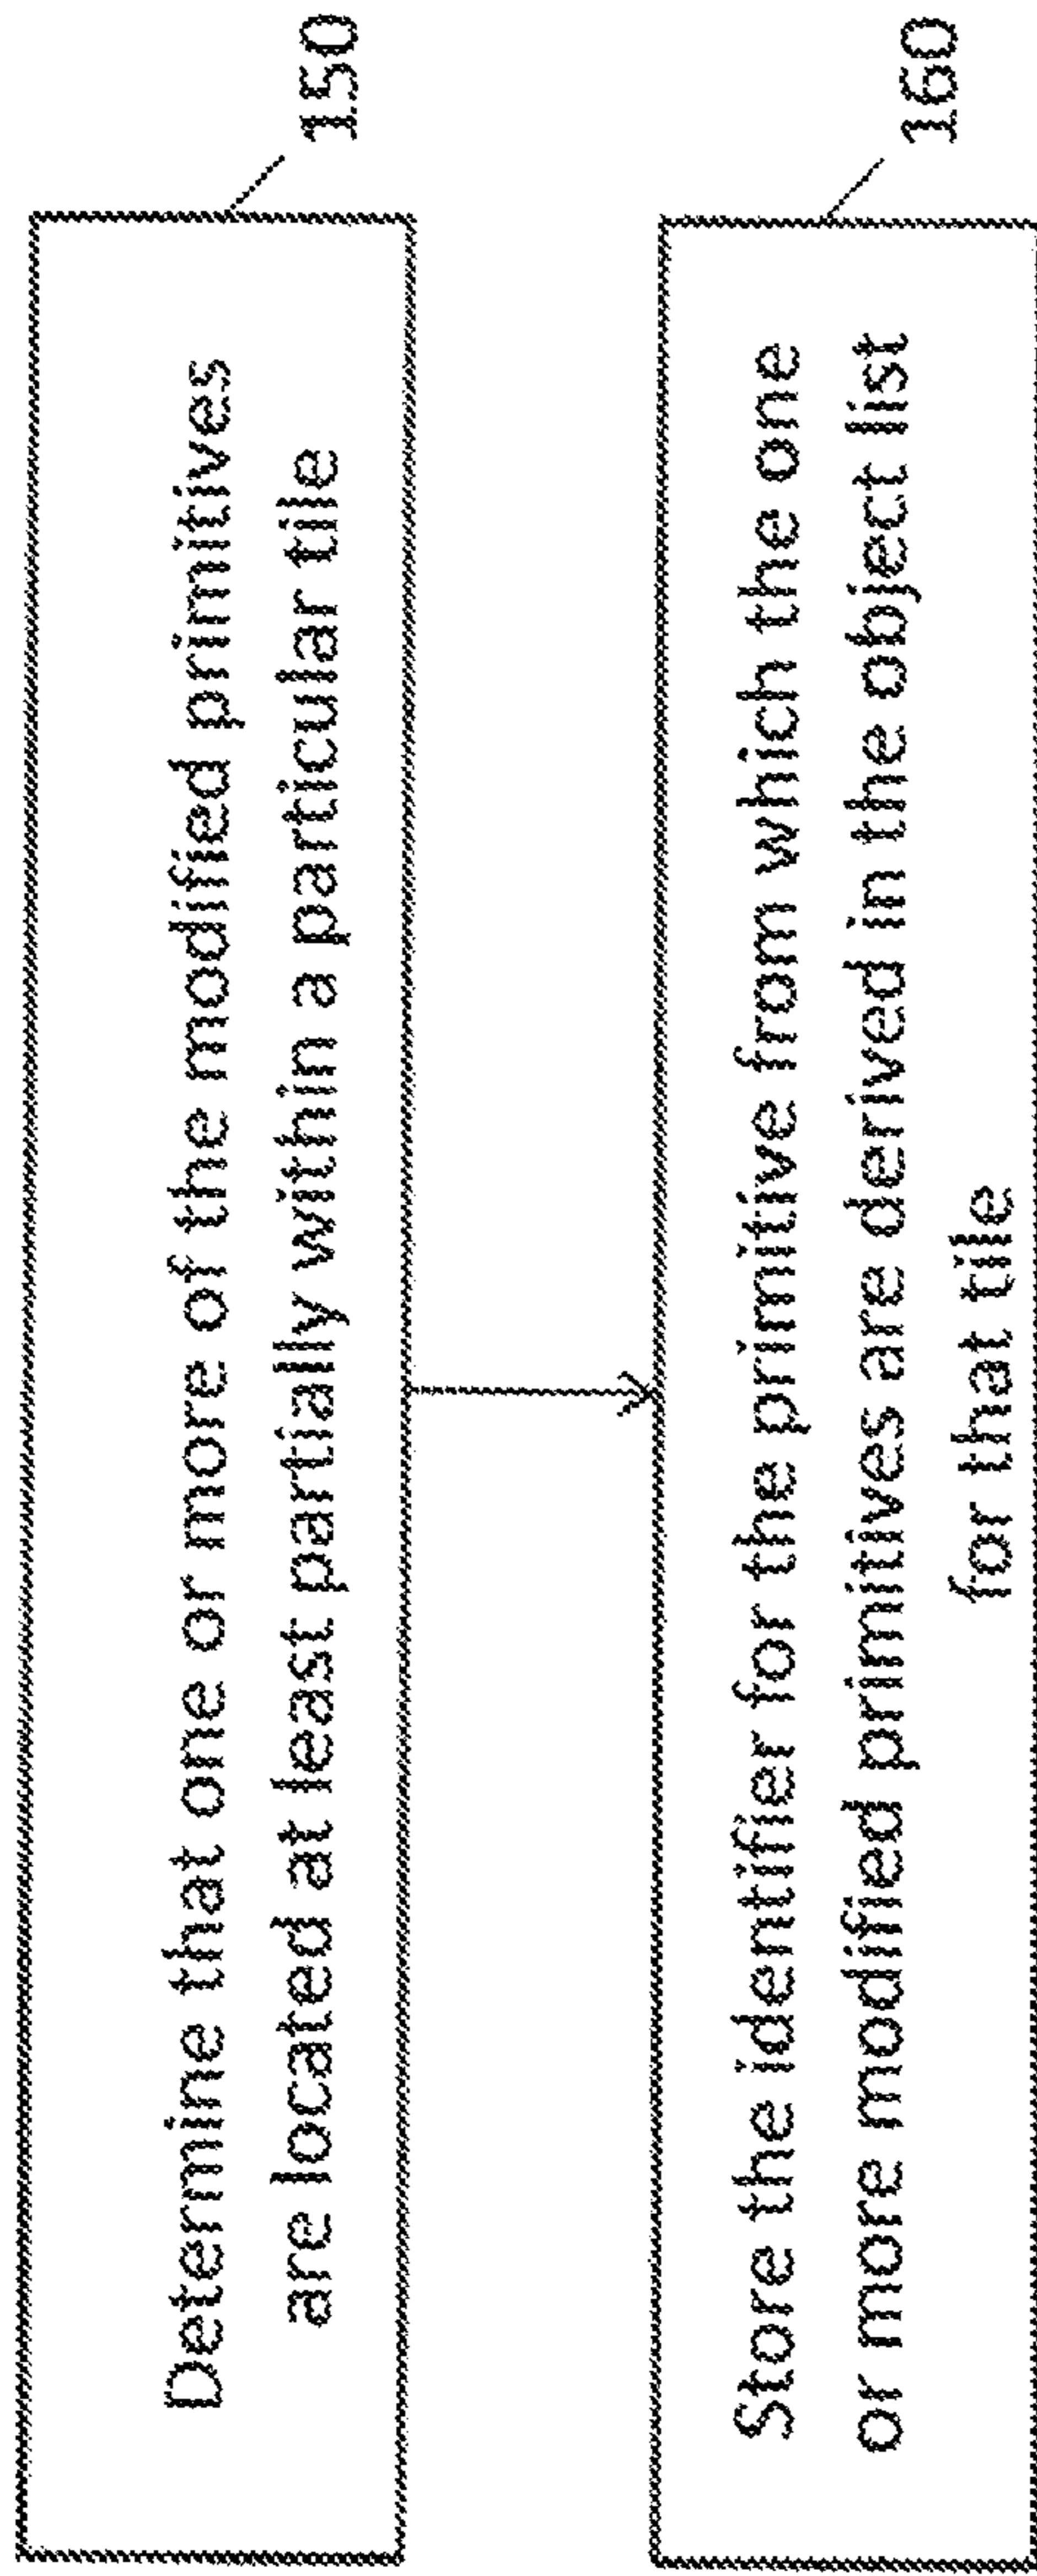 Determine that one or more of the modified primitives
are located at least partially within a particular tile
150
Store the identifier for the primitive from which the one
or more modified primitives are derived in the object list
for that tile
160